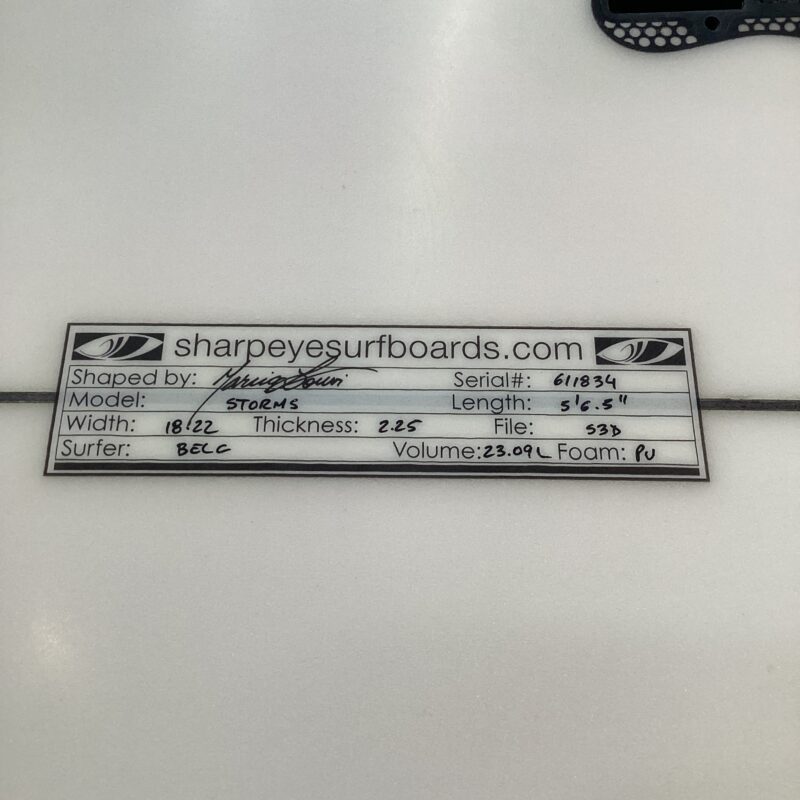 sharpeyesurfboards.com
Shaped by: Serial#: 611834
Model: STORMS Length: 5'6.5"
Width: 18.22 Thickness: 2.25 File: S3D
Surfer: BELC Volume: 23.09L Foam: PU